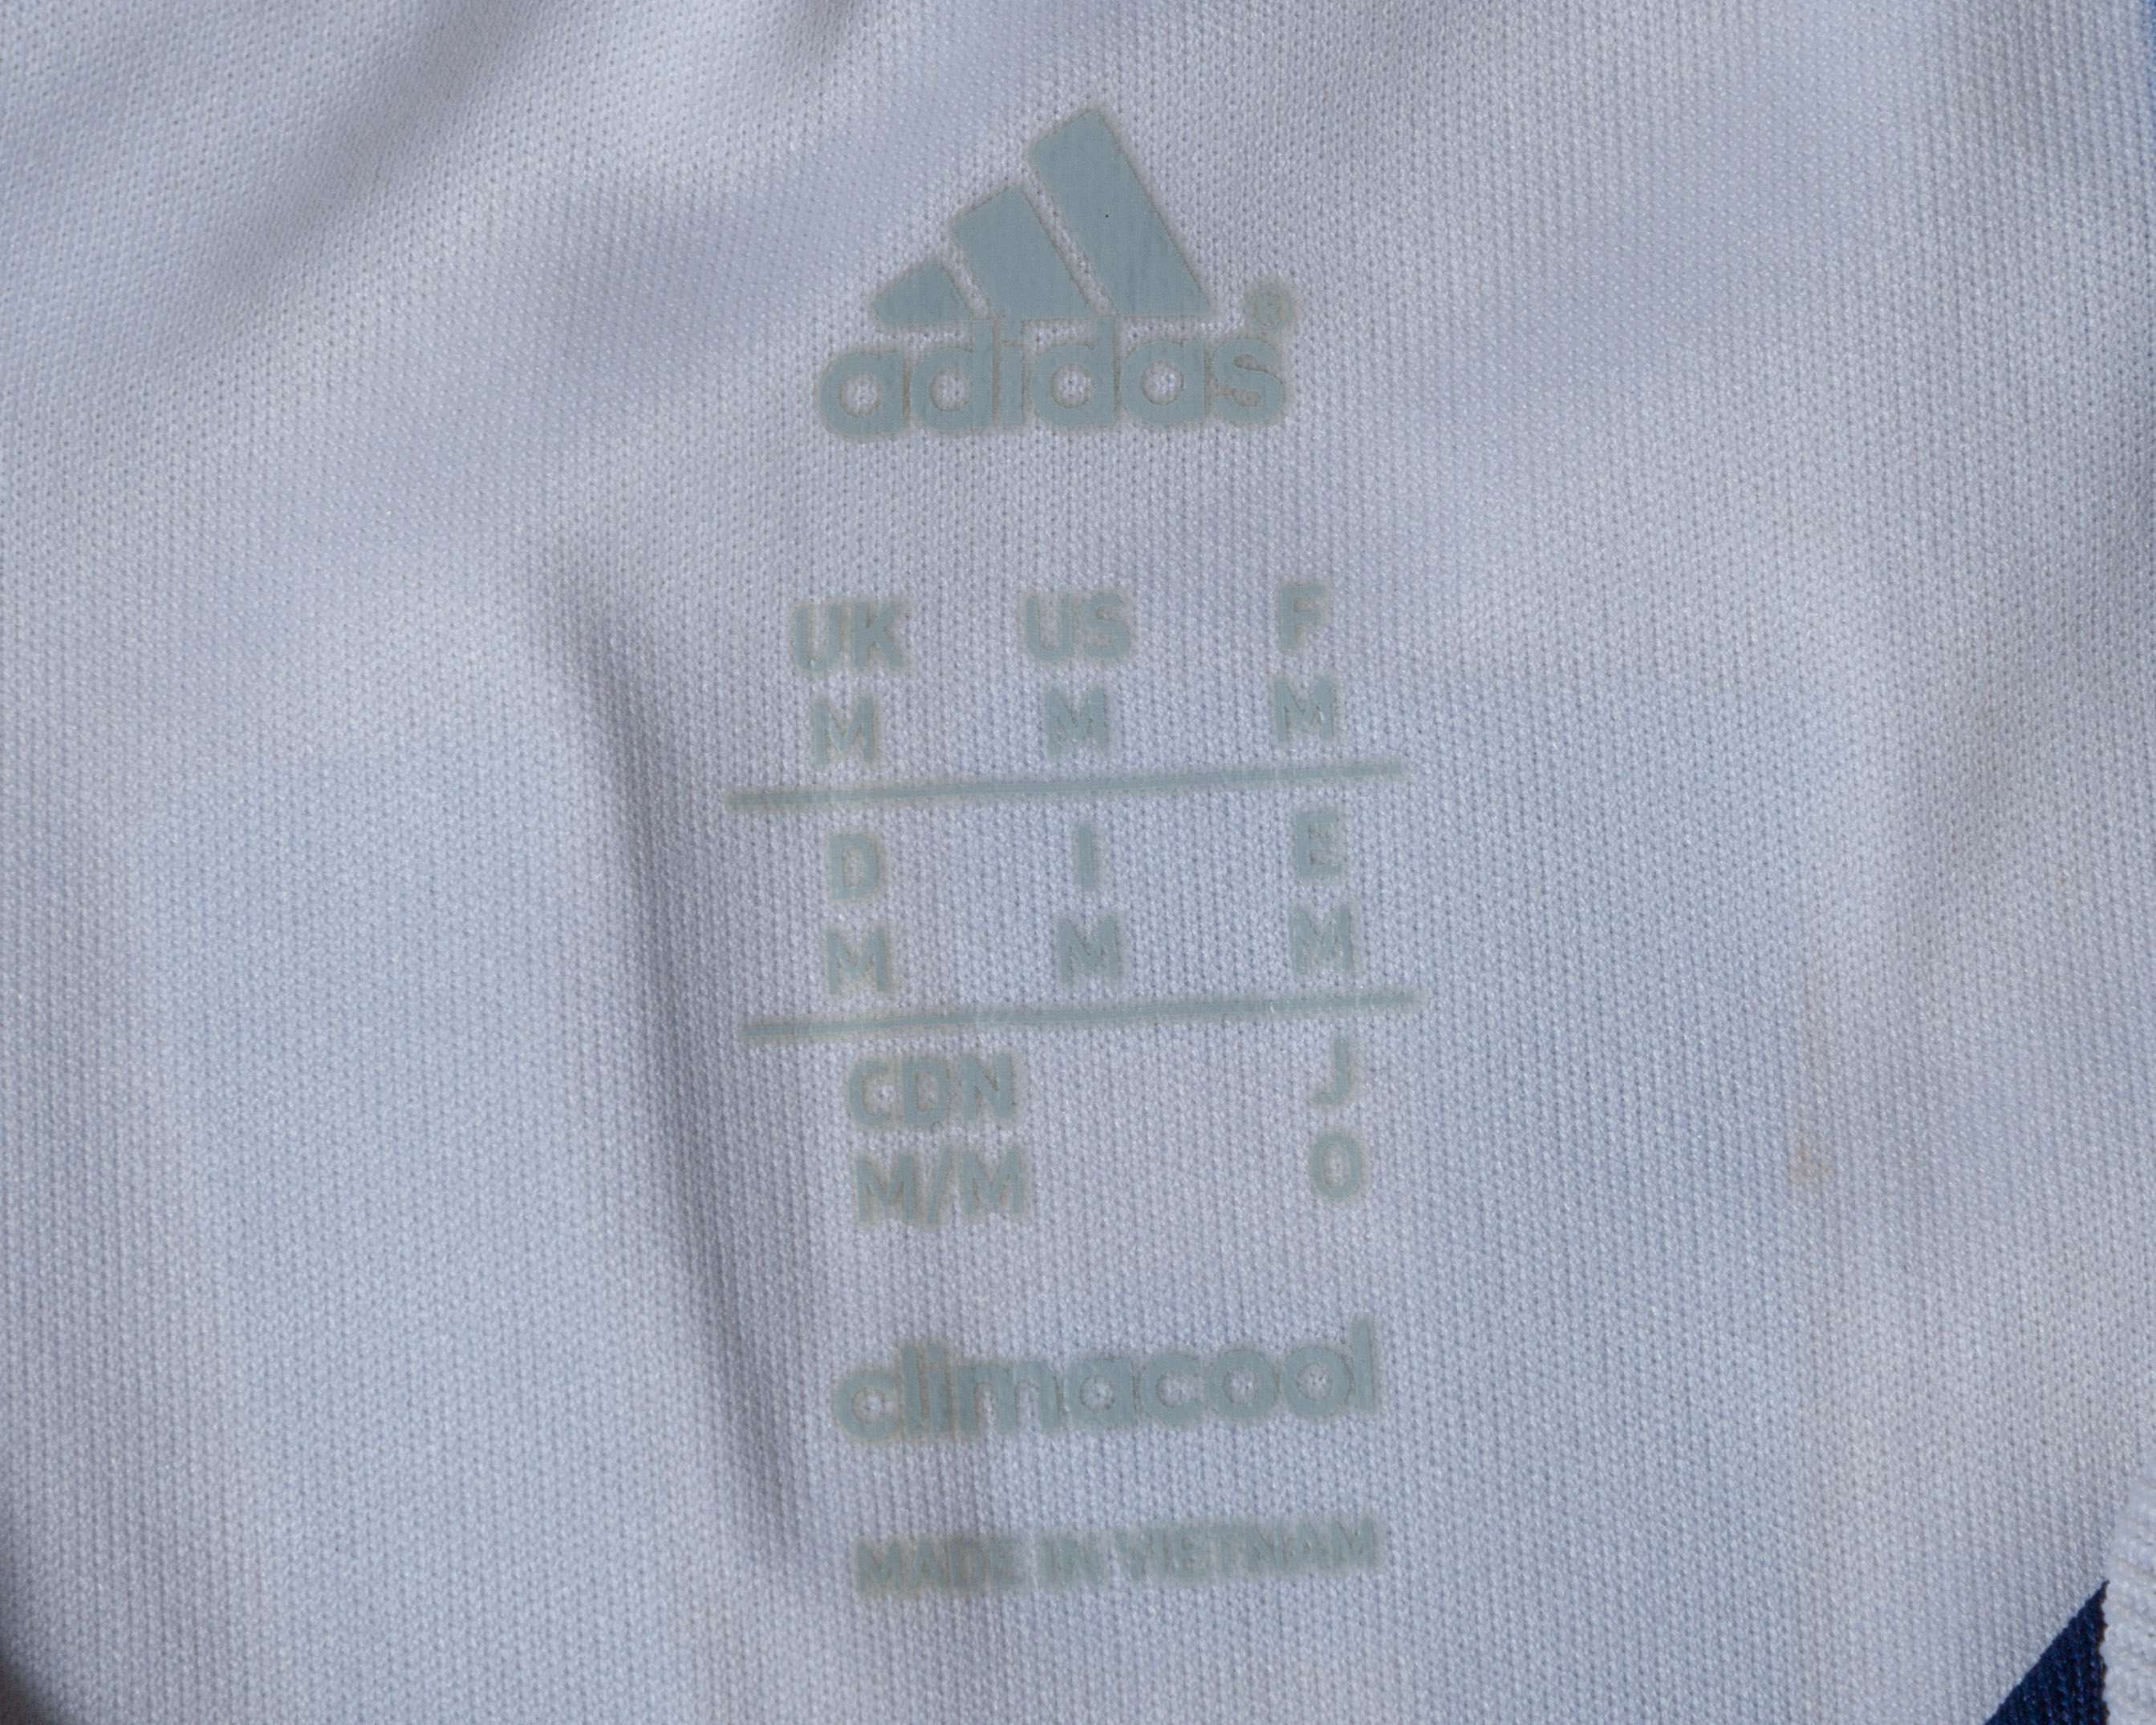 adidas®
UK US F
M M M
D I E
M M M
CDN J
M/M O
climacool
MADE IN VIETNAM